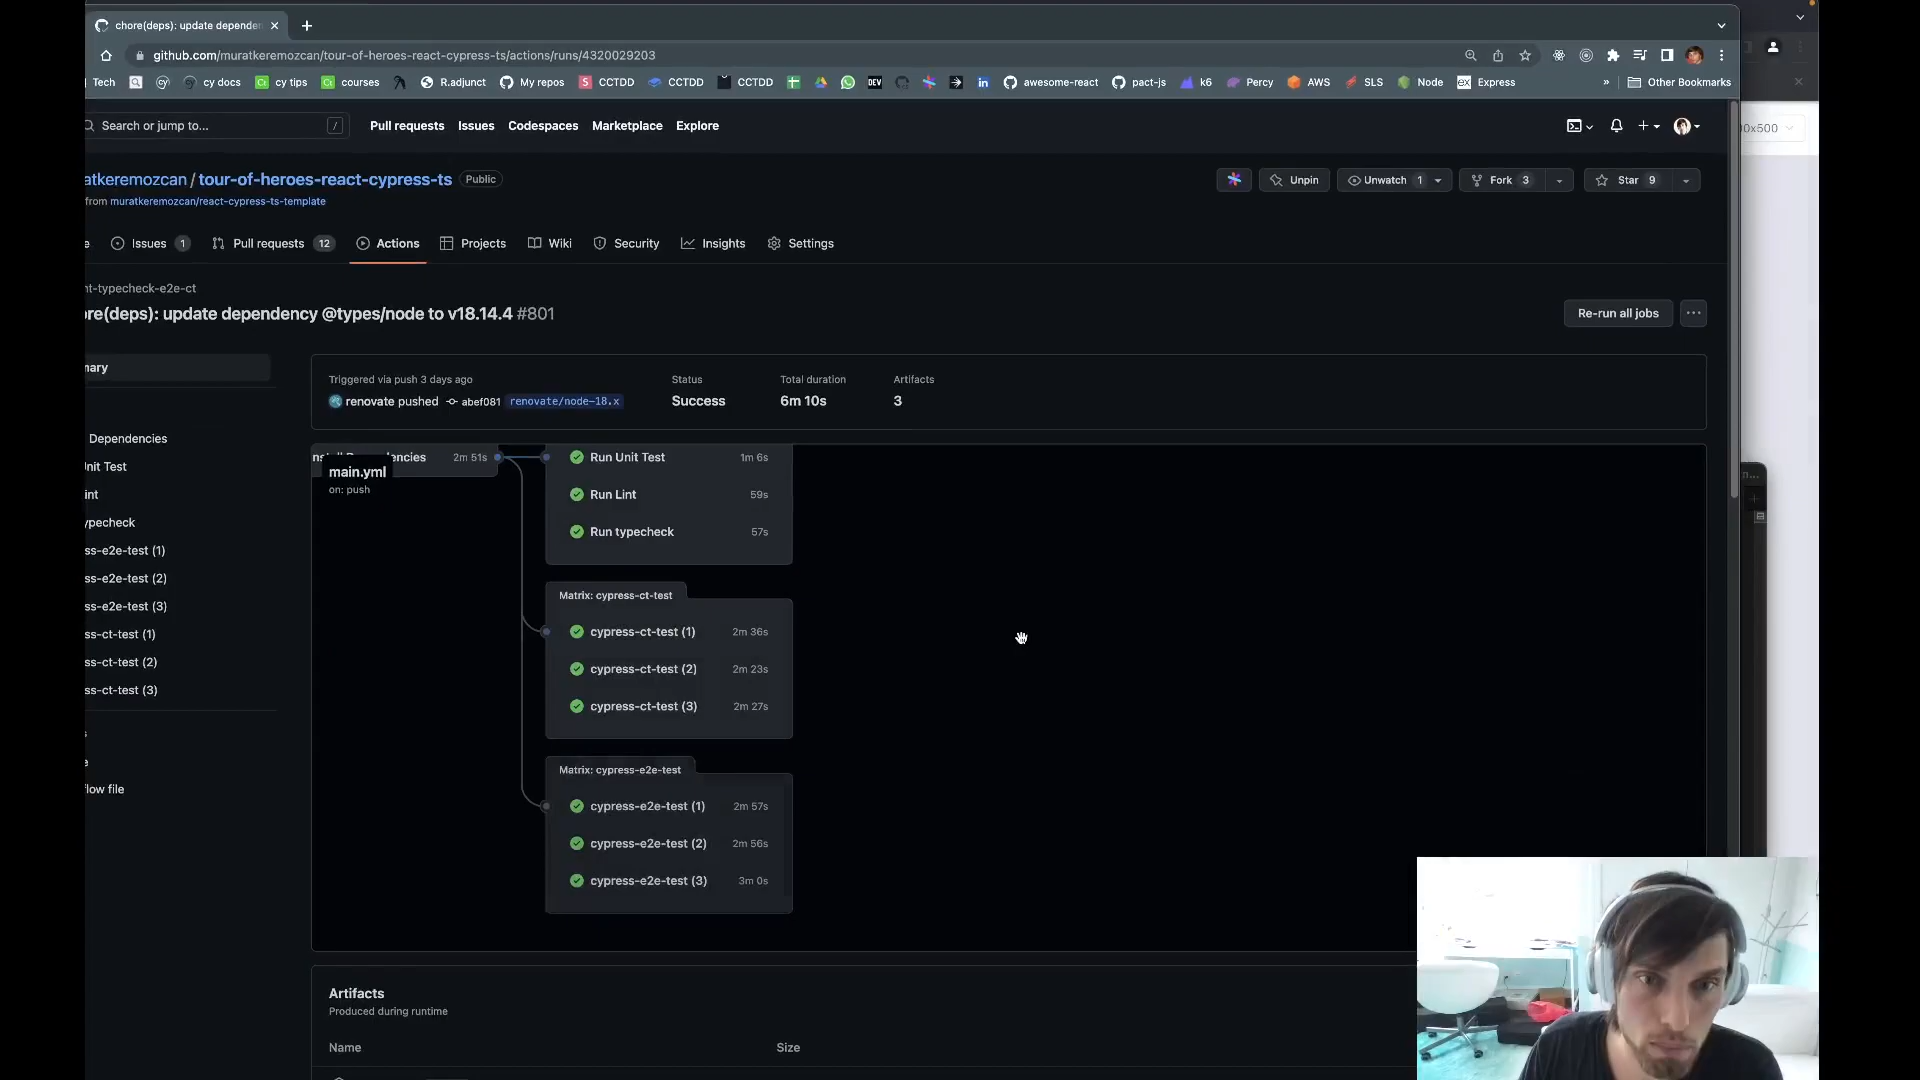 chore(deps): update dependen
github.com/muratkeremozcan/tour-of-heroes-react-cypress-ts/actions/runs/4320029203
Tech cy docs cy tips courses R.adjunct My repos CCTDD CCTDD CCTDD DEV awesome-react pact-js k6 Percy AWS SLS Node Express » Other Bookmarks
Search or jump to... / Pull requests Issues Codespaces Marketplace Explore
0x500
atkeremozcan / tour-of-heroes-react-cypress-ts Public Unpin Unwatch 1 Fork 3 Star 9
from muratkeremozcan/react-cypress-ts-template
e Issues 1 Pull requests 12 Actions Projects Wiki Security Insights Settings
nt-typecheck-e2e-ct
ore(deps): update dependency @types/node to v18.14.4 #801
Re-run all jobs
mary
Dependencies
nit Test
int
ypecheck
ss-e2e-test (1)
ss-e2e-test (2)
ss-e2e-test (3)
ss-ct-test (1)
ss-ct-test (2)
ss-ct-test (3)
s
e
flow file
Triggered via push 3 days ago Status Total duration Artifacts
renovate pushed abef081 renovate/node-18.x Success 6m 10s 3
nstall Dependencies 2m 51s
main.yml
on: push
Run Unit Test 1m 6s
Run Lint 59s
Run typecheck 57s
Matrix: cypress-ct-test
cypress-ct-test (1) 2m 36s
cypress-ct-test (2) 2m 23s
cypress-ct-test (3) 2m 27s
Matrix: cypress-e2e-test
cypress-e2e-test (1) 2m 57s
cypress-e2e-test (2) 2m 56s
cypress-e2e-test (3) 3m 0s
Artifacts
Produced during runtime
Name Size